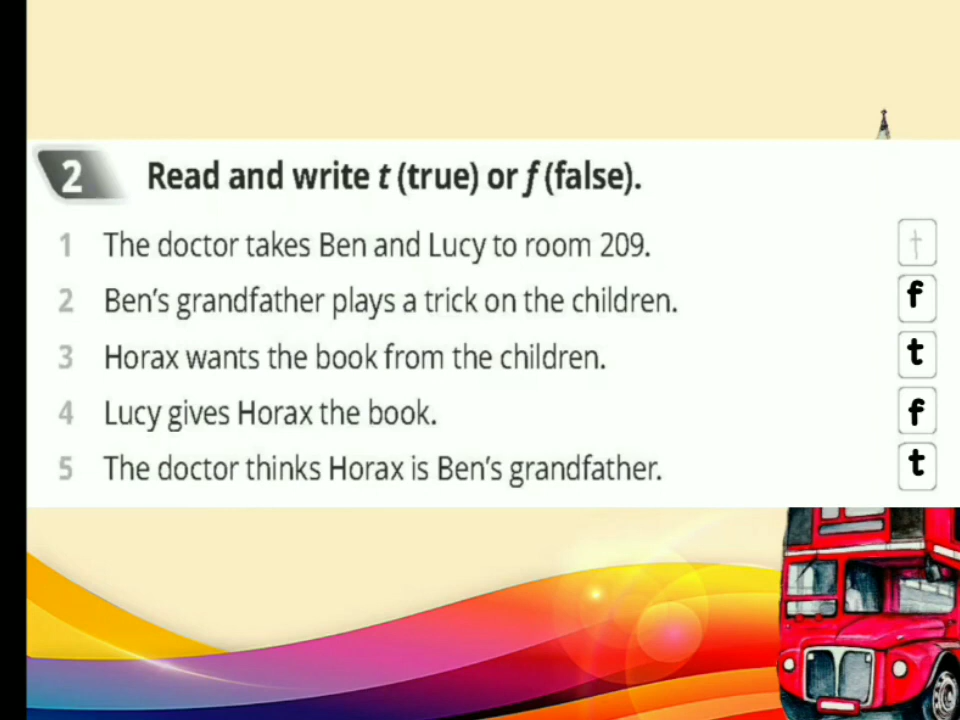 2 Read and write t (true) or f (false).
1 The doctor takes Ben and Lucy to room 209. t
2 Ben's grandfather plays a trick on the children. f
3 Horax wants the book from the children. t
4 Lucy gives Horax the book. f
5 The doctor thinks Horax is Ben's grandfather. t